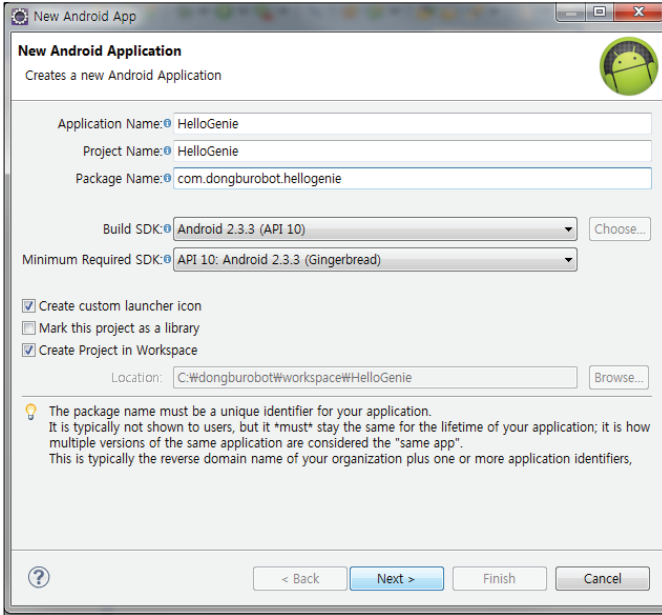 New Android App
New Android Application
Creates a new Android Application
Application Name: HelloGenie
Project Name: HelloGenie
Package Name: com.dongburobot.hellogenie
Build SDK: Android 2.3.3 (API 10) Choose...
Minimum Required SDK: API 10: Android 2.3.3 (Gingerbread)
Create custom launcher icon
Mark this project as a library
Create Project in Workspace
Location: C:₩dongburobot₩workspace₩HelloGenie Browse...
The package name must be a unique identifier for your application.
It is typically not shown to users, but it *must* stay the same for the lifetime of your application; it is how
multiple versions of the same application are considered the "same app".
This is typically the reverse domain name of your organization plus one or more application identifiers,
? < Back Next > Finish Cancel